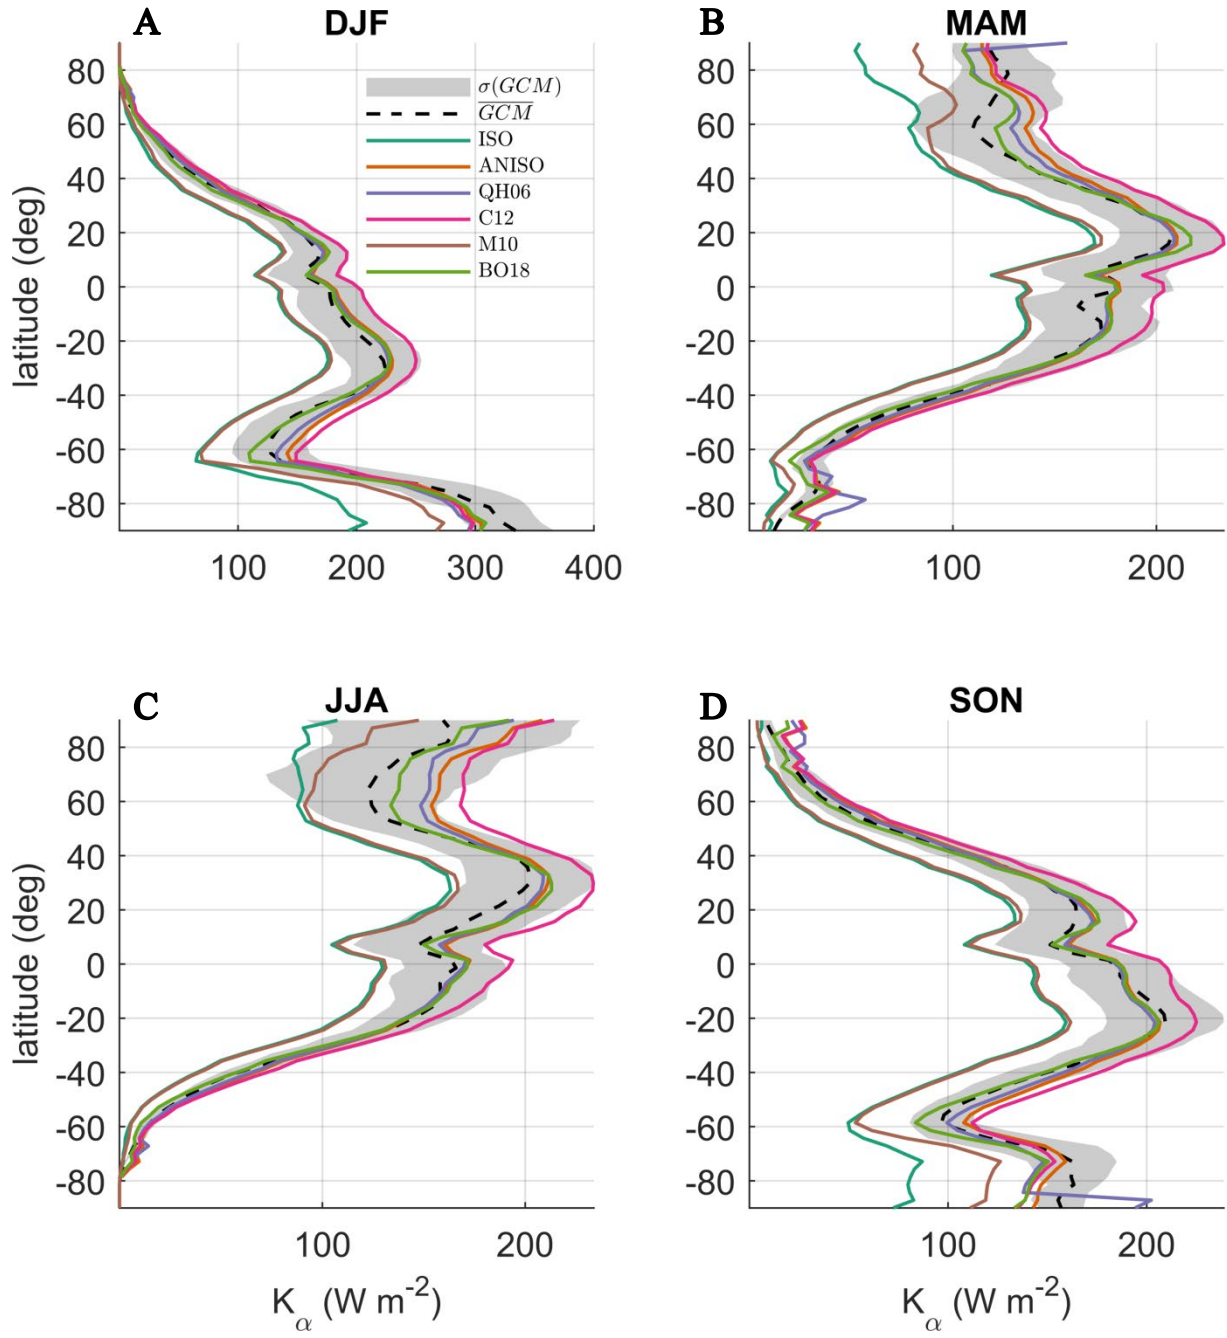 A DJF
80
60
40
20
0
-20
-40
-60
-80
latitude (deg)
100 200 300 400
σ(GCM)
GCM
ISO
ANISO
QH06
C12
M10
BO18
B MAM
80
60
40
20
0
-20
-40
-60
-80
100 200
C JJA
80
60
40
20
0
-20
-40
-60
-80
latitude (deg)
100 200
K_α (W m^-2)
D SON
80
60
40
20
0
-20
-40
-60
-80
100 200
K_α (W m^-2)